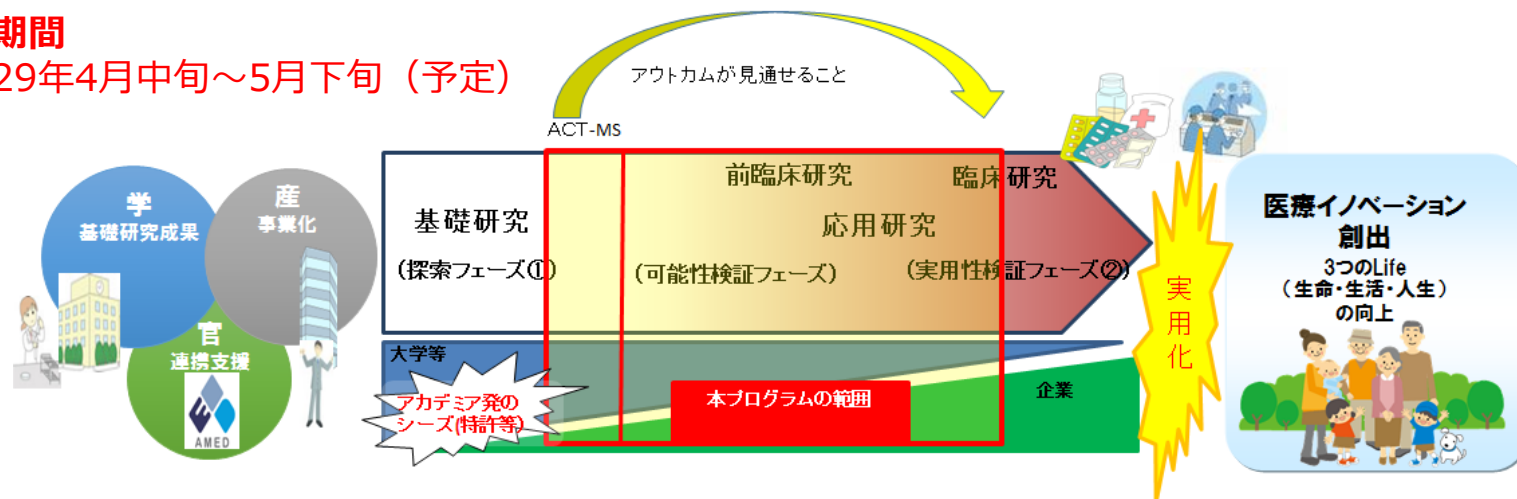 期間
29年4月中旬～5月下旬（予定）
アウトカムが見通せること
ACT-MS
学
基礎研究成果
産
事業化
官
連携支援
AMED
基礎研究
(探索フェーズ①)
前臨床研究
臨床研究
応用研究
(可能性検証フェーズ)
(実用性検証フェーズ②)
大学等
アカデミア発の
シーズ(特許等)
本プログラムの範囲
企業
実用化
医療イノベーション
創出
3つのLife
(生命・生活・人生)
の向上